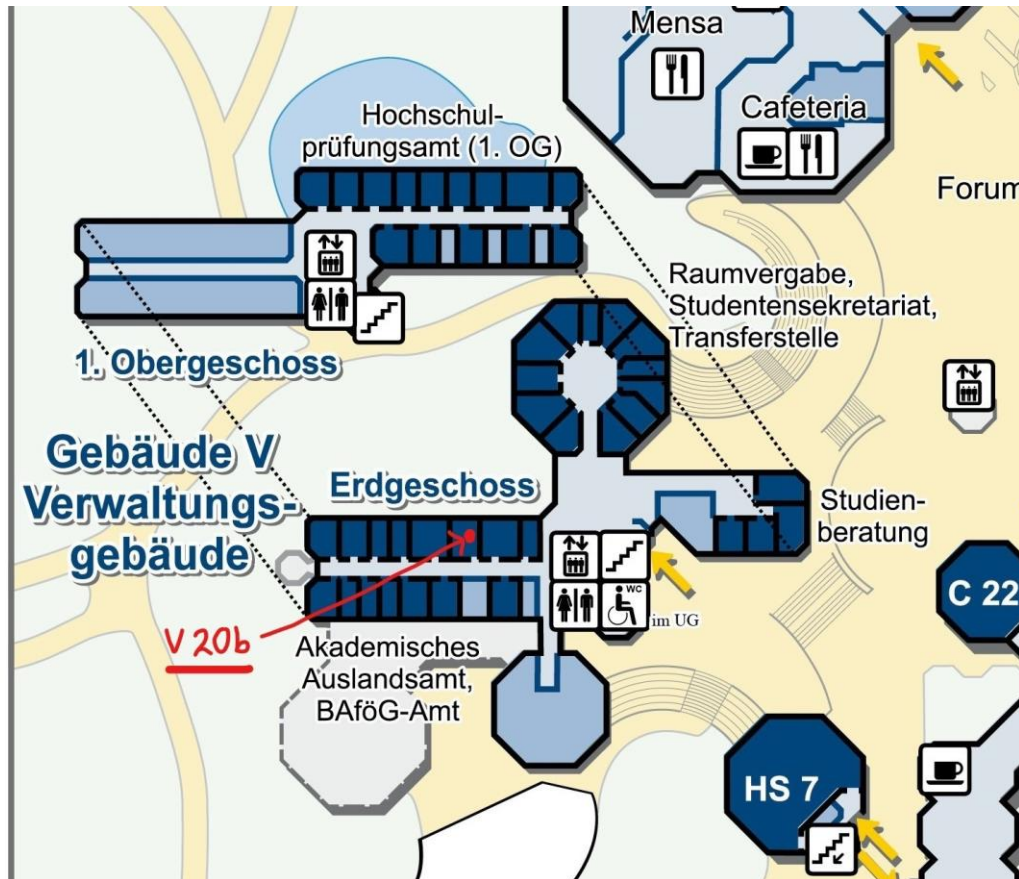 Mensa
Cafeteria
Forum
Hochschul-
prüfungsamt (1. OG)
Raumvergabe,
Studentensekretariat,
Transferstelle
1. Obergeschoss
Gebäude V
Verwaltungs-
gebäude
Erdgeschoss
Studien-
beratung
WC
im UG
C 22
V 20b
Akademisches
Auslandsamt,
BAföG-Amt
HS 7